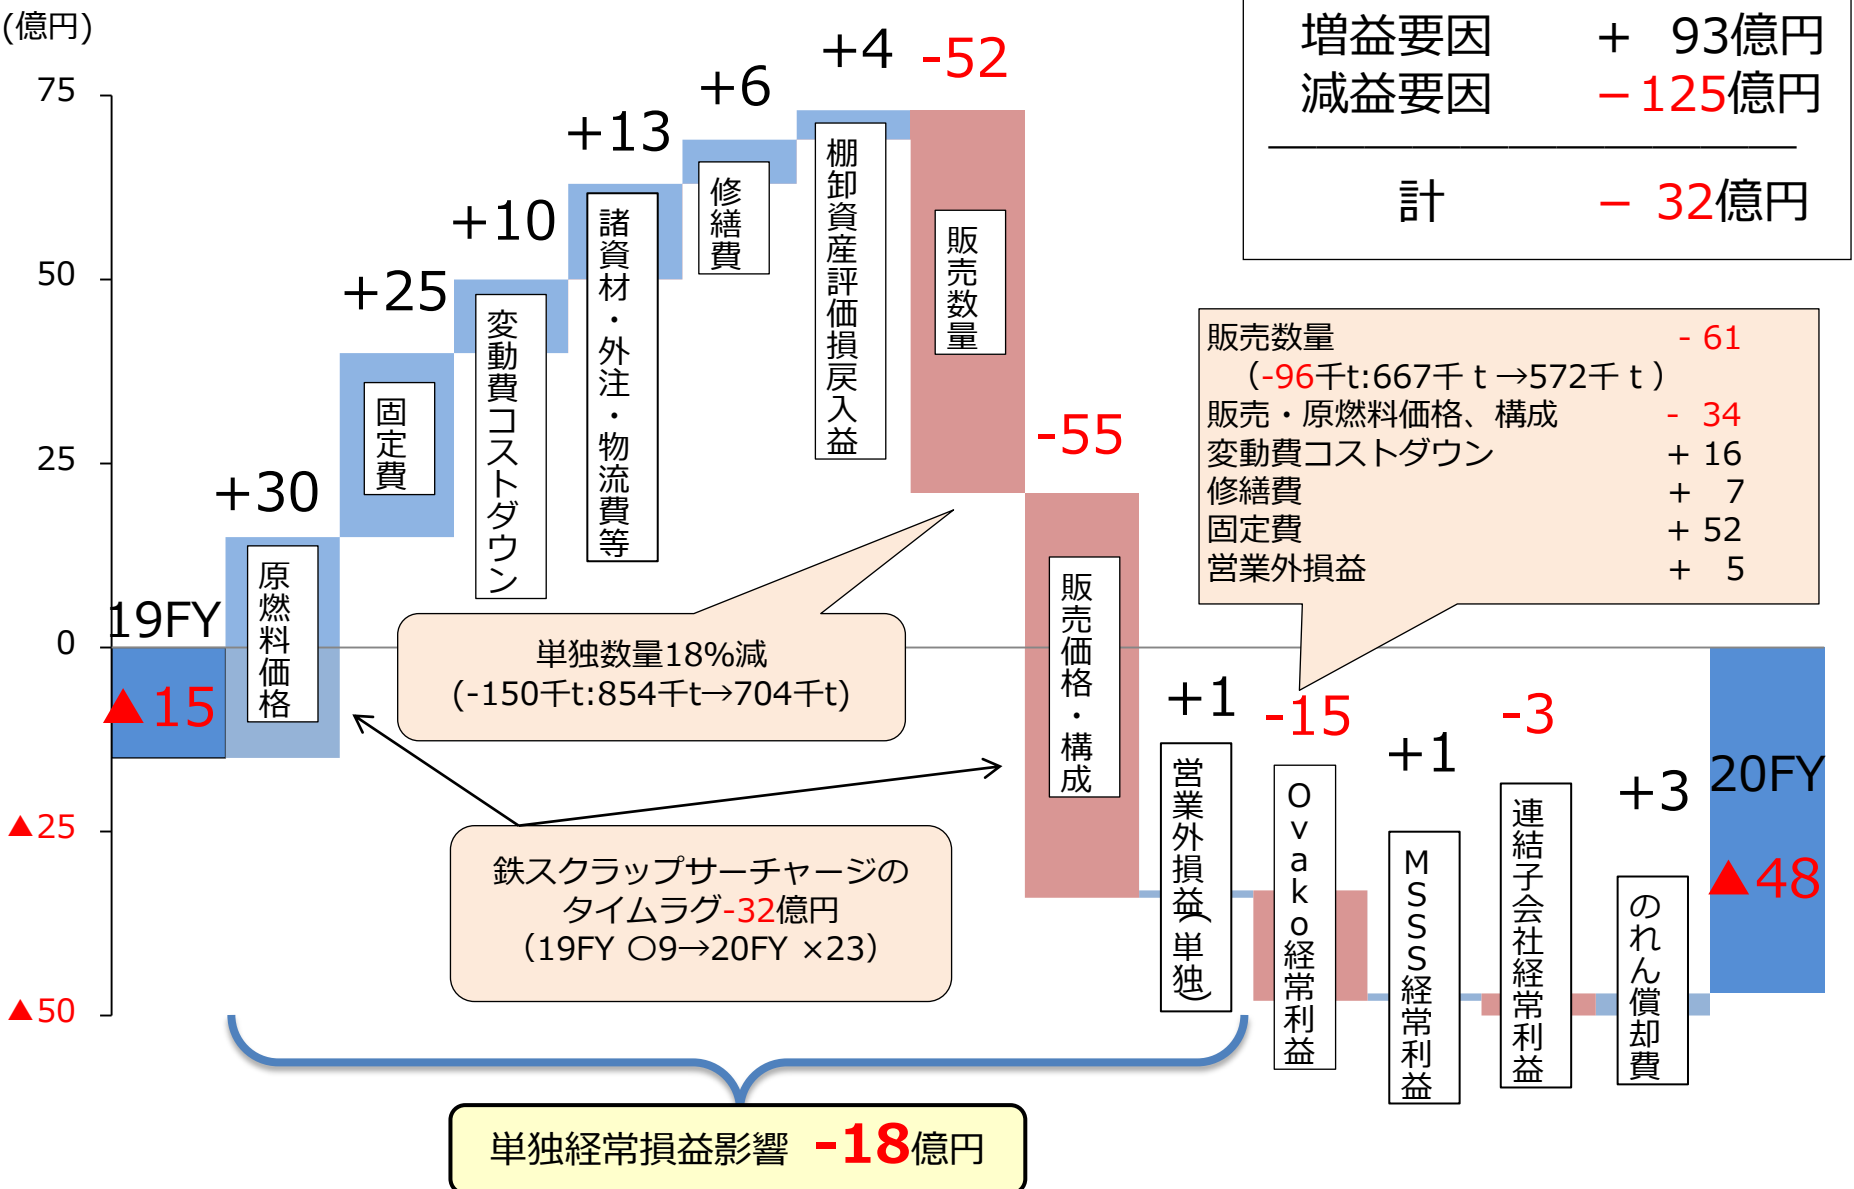 (億円)
増益要因 + 93億円
減益要因 －125億円
計 － 32億円
75
50
25
0
▲25
▲50
19FY
▲15
+30
原燃料価格
+25
固定費
+10
変動費コストダウン
+13
諸資材・外注・物流費等
+6
修繕費
+4
棚卸資産評価損戻入益
-52
販売数量
-55
販売価格・構成
+1
営業外損益(単独)
-15
Ovako経常利益
+1
MSSS経常利益
-3
連結子会社経常利益
+3
のれん償却費
20FY
▲48
販売数量 - 61
（-96千t:667千ｔ→572千ｔ）
販売・原燃料価格、構成 - 34
変動費コストダウン + 16
修繕費 + 7
固定費 + 52
営業外損益 + 5
単独数量18%減
(-150千t:854千t→704千t)
鉄スクラップサーチャージの
タイムラグ-32億円
（19FY 〇9→20FY ×23）
単独経常損益影響 -18億円